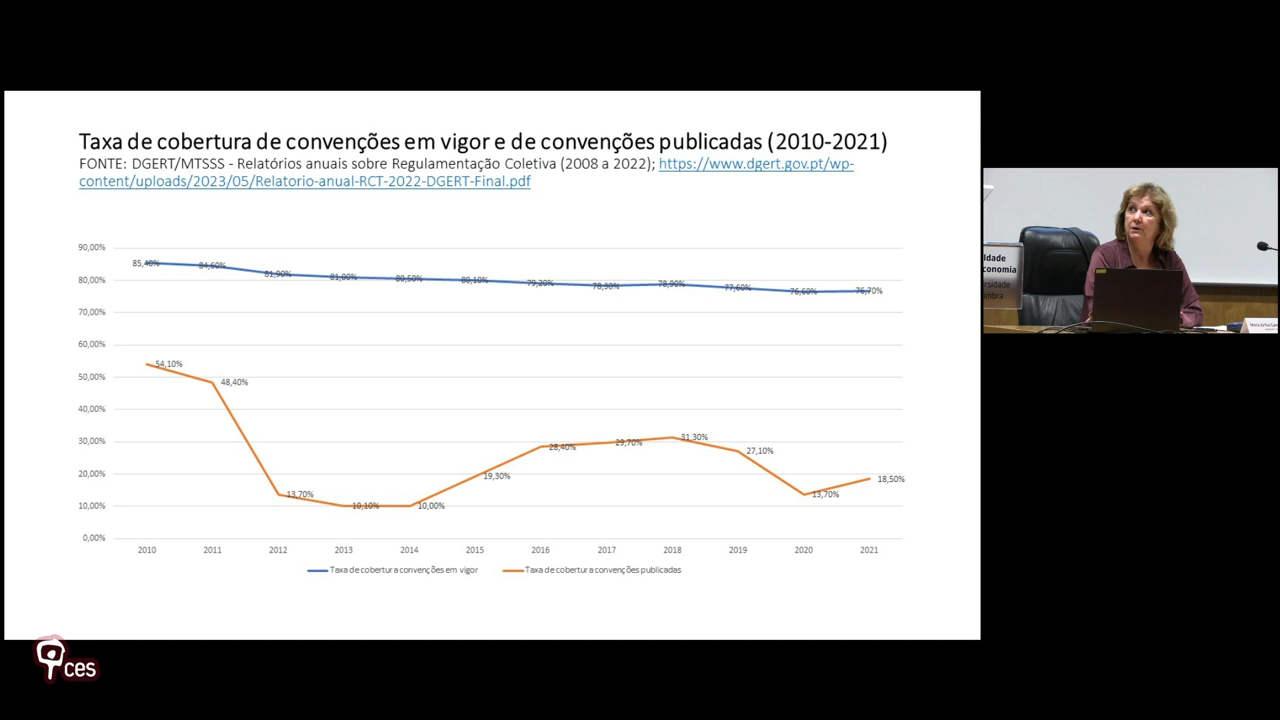 Taxa de cobertura de convenções em vigor e de convenções publicadas (2010-2021)
FONTE: DGERT/MTSSS - Relatórios anuais sobre Regulamentação Coletiva (2008 a 2022); https://www.dgert.gov.pt/wp-
content/uploads/2023/05/Relatorio-anual-RCT-2022-DGERT-Final.pdf
90,00%
80,00%
70,00%
60,00%
50,00%
40,00%
30,00%
20,00%
10,00%
0,00%
85,40% 84,60% 81,90% 81,00% 80,50% 80,10% 79,20% 78,30% 78,90% 77,60% 76,60% 76,70%
54,10% 48,40% 13,70% 10,10% 10,00% 19,30% 28,40% 29,70% 31,30% 27,10% 13,70% 18,50%
2010 2011 2012 2013 2014 2015 2016 2017 2018 2019 2020 2021
Taxa de cobertura convenções em vigor Taxa de cobertura convenções publicadas
ldade
conomia
rsidade
imbra
ces